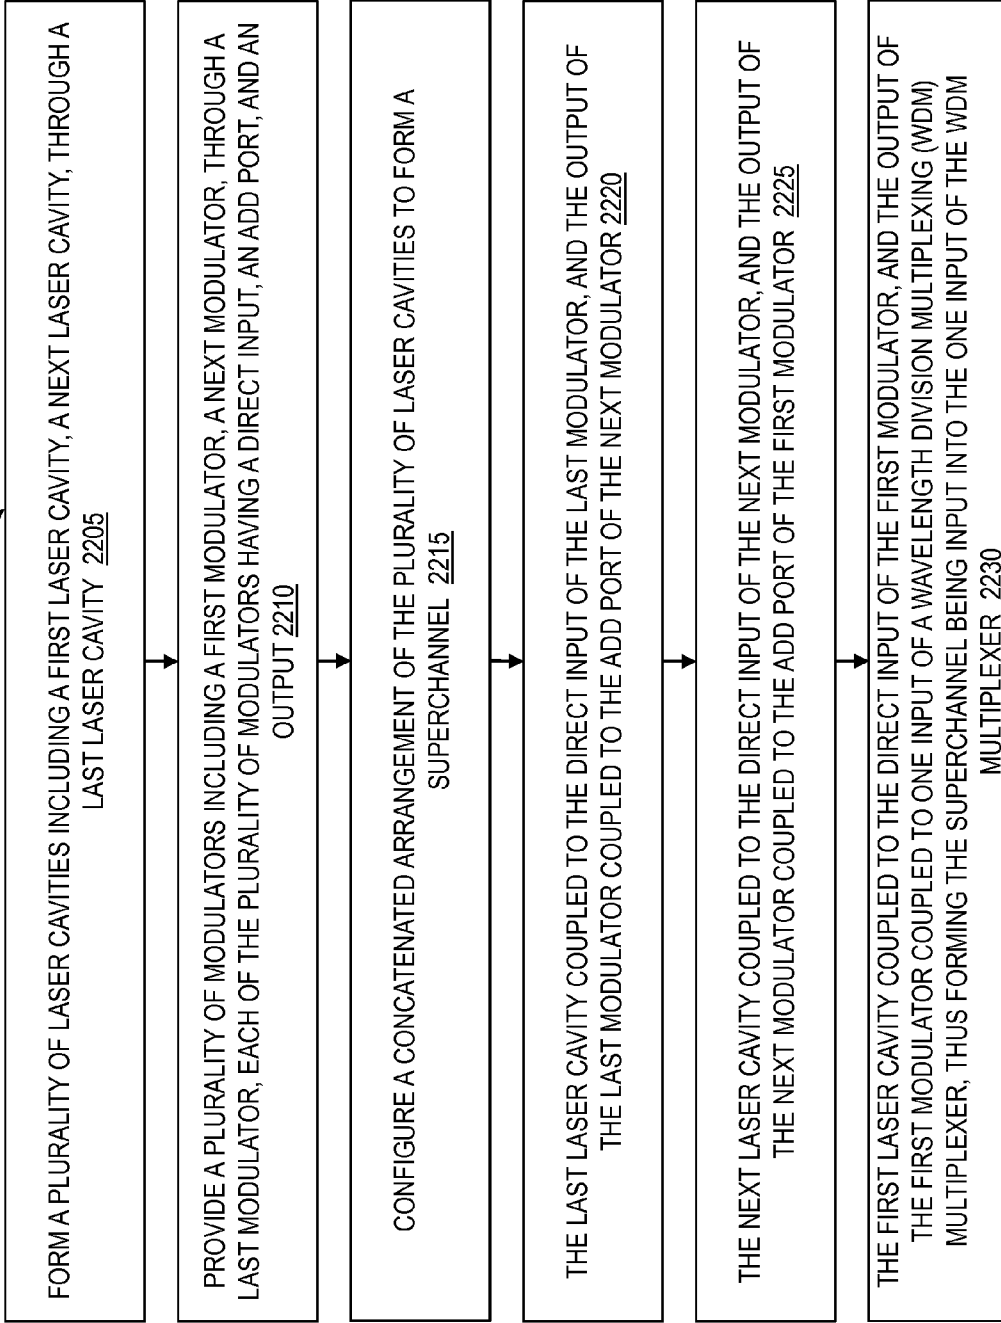 FORM A PLURALITY OF LASER CAVITIES INCLUDING A FIRST LASER CAVITY, A NEXT LASER CAVITY, THROUGH A
LAST LASER CAVITY 2205
PROVIDE A PLURALITY OF MODULATORS INCLUDING A FIRST MODULATOR, A NEXT MODULATOR, THROUGH A
LAST MODULATOR, EACH OF THE PLURALITY OF MODULATORS HAVING A DIRECT INPUT, AN ADD PORT, AND AN
OUTPUT 2210
CONFIGURE A CONCATENATED ARRANGEMENT OF THE PLURALITY OF LASER CAVITIES TO FORM A
SUPERCHANNEL 2215
THE LAST LASER CAVITY COUPLED TO THE DIRECT INPUT OF THE LAST MODULATOR, AND THE OUTPUT OF
THE LAST MODULATOR COUPLED TO THE ADD PORT OF THE NEXT MODULATOR 2220
THE NEXT LASER CAVITY COUPLED TO THE DIRECT INPUT OF THE NEXT MODULATOR, AND THE OUTPUT OF
THE NEXT MODULATOR COUPLED TO THE ADD PORT OF THE FIRST MODULATOR 2225
THE FIRST LASER CAVITY COUPLED TO THE DIRECT INPUT OF THE FIRST MODULATOR, AND THE OUTPUT OF
THE FIRST MODULATOR COUPLED TO ONE INPUT OF A WAVELENGTH DIVISION MULTIPLEXING (WDM)
MULTIPLEXER, THUS FORMING THE SUPERCHANNEL BEING INPUT INTO THE ONE INPUT OF THE WDM
MULTIPLEXER 2230